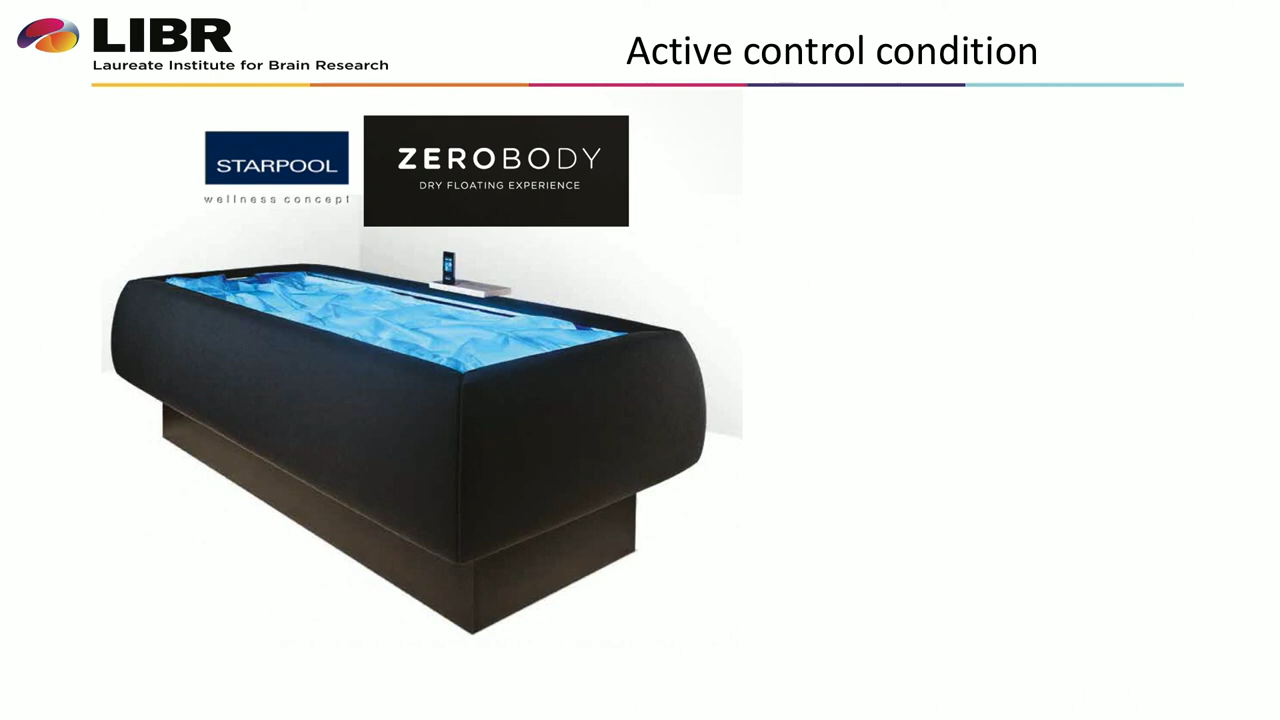 LIBR
Laureate Institute for Brain Research
Active control condition
STARPOOL
wellness concept
ZEROBODY
DRY FLOATING EXPERIENCE